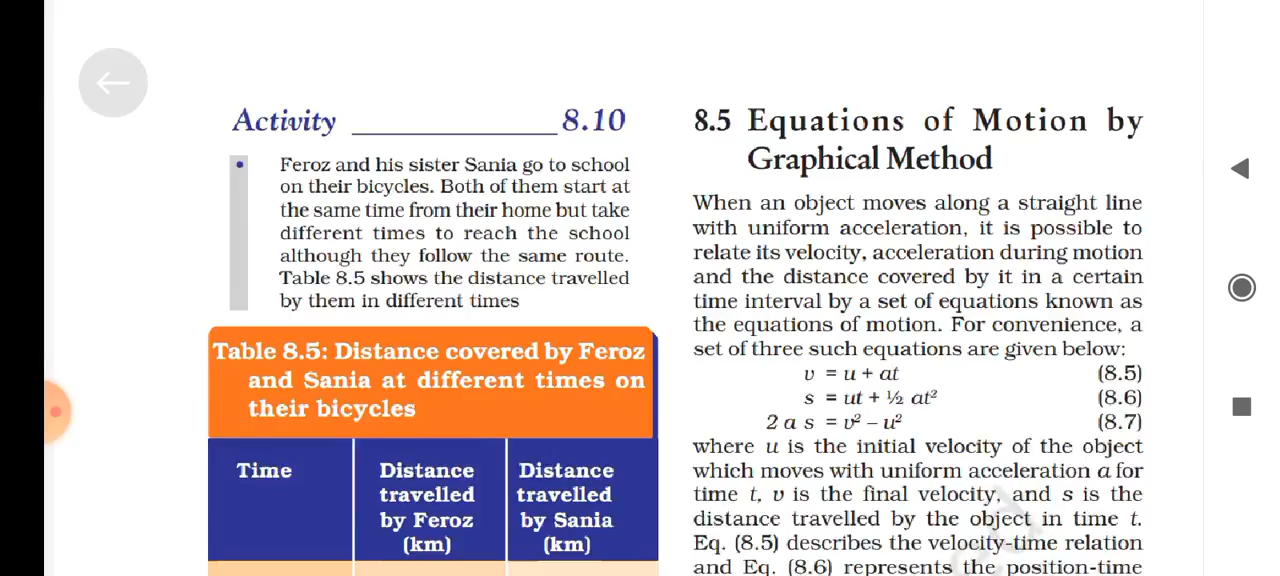 Activity ______________ 8.10
• Feroz and his sister Sania go to school
on their bicycles. Both of them start at
the same time from their home but take
different times to reach the school
although they follow the same route.
Table 8.5 shows the distance travelled
by them in different times
Table 8.5: Distance covered by Feroz
and Sania at different times on
their bicycles
Time
Distance
travelled
by Feroz
(km)
Distance
travelled
by Sania
(km)
8.5 Equations of Motion by
Graphical Method
When an object moves along a straight line
with uniform acceleration, it is possible to
relate its velocity, acceleration during motion
and the distance covered by it in a certain
time interval by a set of equations known as
the equations of motion. For convenience, a
set of three such equations are given below:
v = u + at (8.5)
s = ut + ½ at² (8.6)
2 a s = v² – u² (8.7)
where u is the initial velocity of the object
which moves with uniform acceleration a for
time t, v is the final velocity, and s is the
distance travelled by the object in time t.
Eq. (8.5) describes the velocity-time relation
and Eq. (8.6) represents the position-time